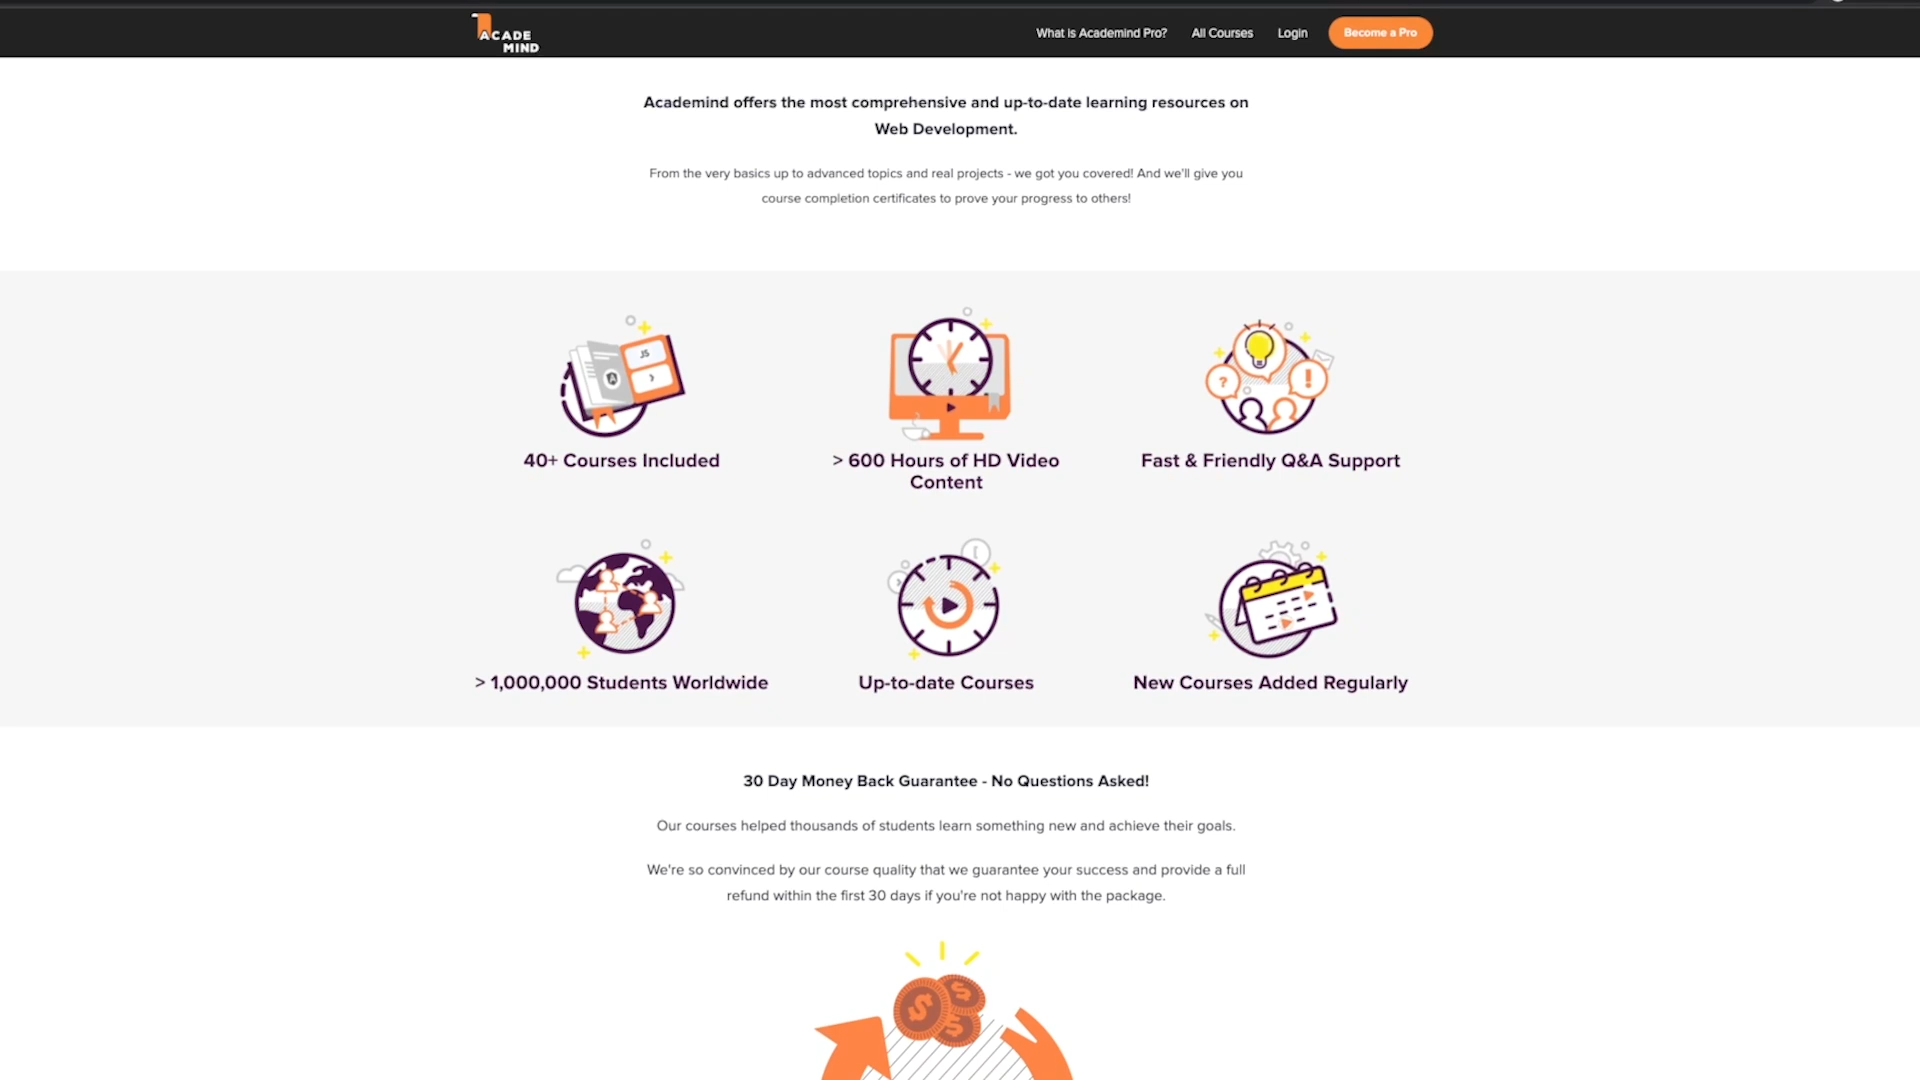 ACADE
MIND
What is Academind Pro?
All Courses
Login
Become a Pro
Academind offers the most comprehensive and up-to-date learning resources on
Web Development.
From the very basics up to advanced topics and real projects - we got you covered! And we'll give you
course completion certificates to prove your progress to others!
JS
A
?
!
40+ Courses Included
> 600 Hours of HD Video
Content
Fast & Friendly Q&A Support
> 1,000,000 Students Worldwide
Up-to-date Courses
New Courses Added Regularly
30 Day Money Back Guarantee - No Questions Asked!
Our courses helped thousands of students learn something new and achieve their goals.
We're so convinced by our course quality that we guarantee your success and provide a full
refund within the first 30 days if you're not happy with the package.
$
$
$